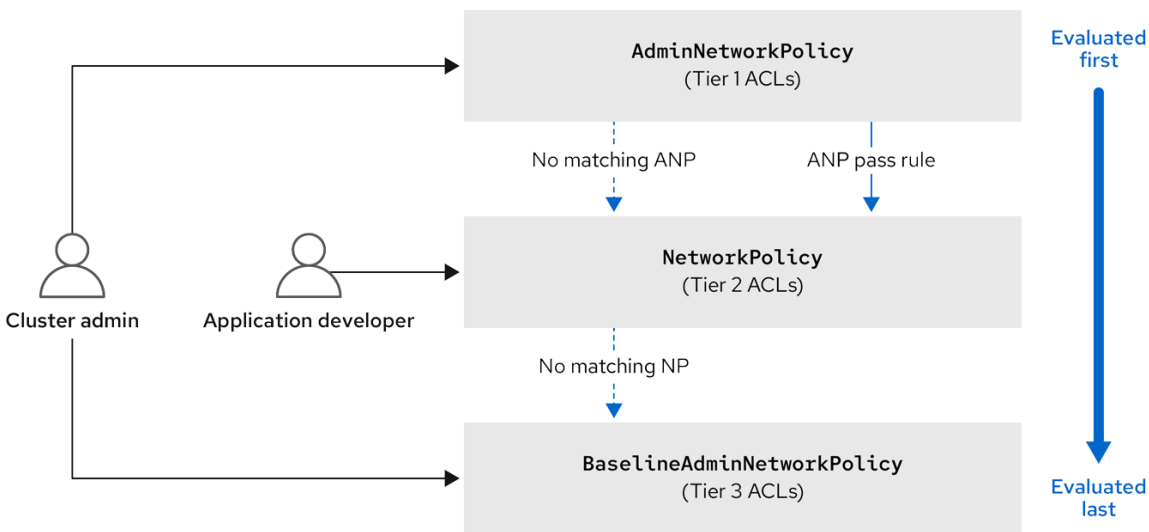 AdminNetworkPolicy
(Tier 1 ACLs)
Evaluated
first
No matching ANP
ANP pass rule
NetworkPolicy
(Tier 2 ACLs)
Cluster admin
Application developer
No matching NP
BaselineAdminNetworkPolicy
(Tier 3 ACLs)
Evaluated
last